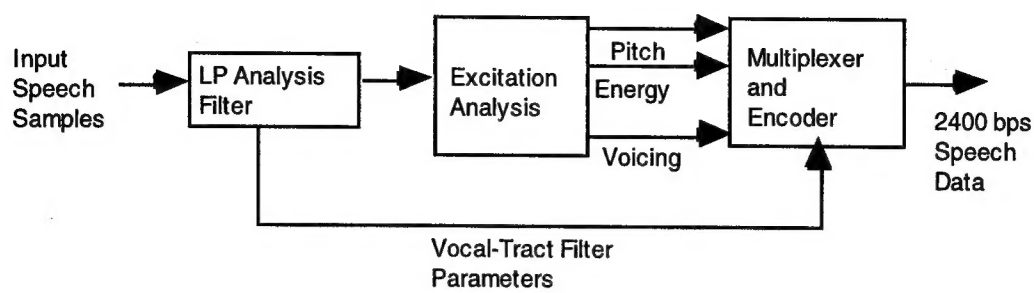 Input
Speech
Samples
LP Analysis
Filter
Excitation
Analysis
Pitch
Energy
Voicing
Multiplexer
and
Encoder
2400 bps
Speech
Data
Vocal-Tract Filter
Parameters